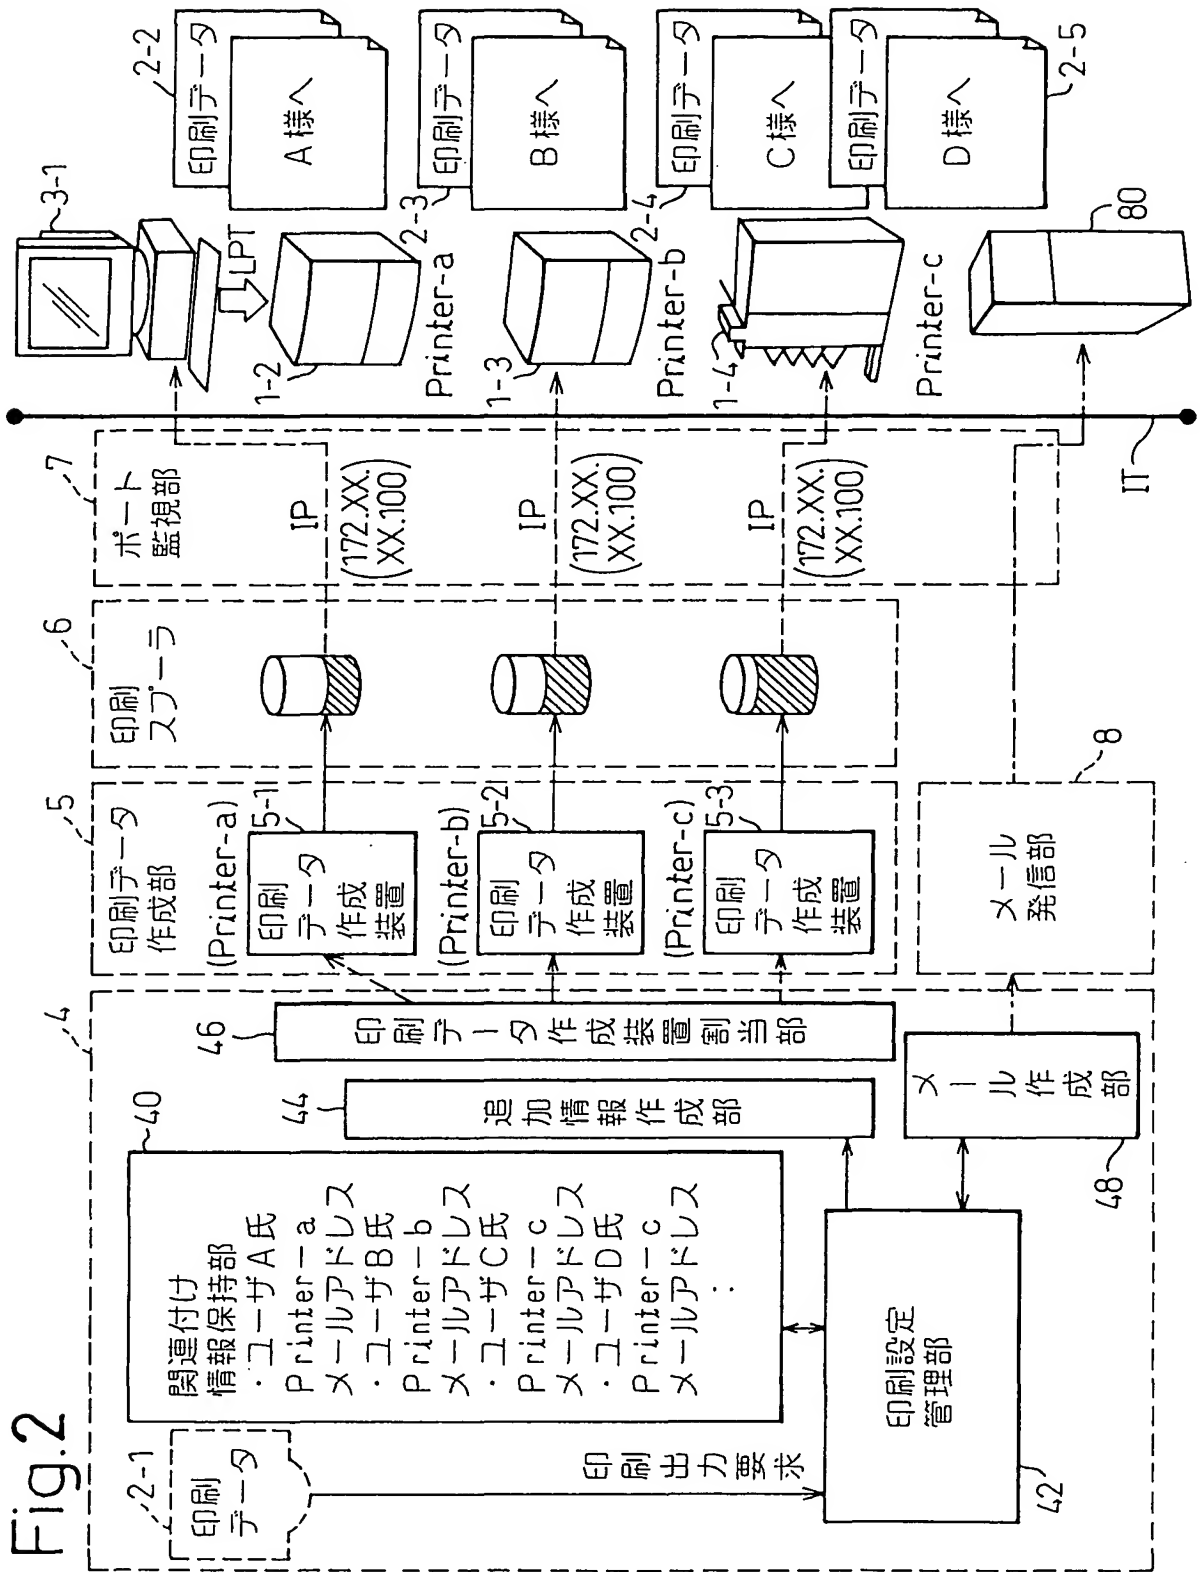 Fig.2
2-1
印刷
データ
印刷出力要求
4
40
関連付け
情報保持部
・ユーザA氏
Printer-a
メールアドレス
・ユーザB氏
Printer-b
メールアドレス
・ユーザC氏
Printer-c
メールアドレス
・ユーザD氏
Printer-c
メールアドレス
⋮
印刷設定
管理部
42
44
追加情報作成部
46
印刷データ作成装置割当部
メール作成部
48
5
印刷データ
作成部
(Printer-a)
5-1
印刷
データ
作成
装置
(Printer-b)
5-2
印刷
データ
作成
装置
(Printer-c)
5-3
印刷
データ
作成
装置
メール
発信部
8
6
印刷
スプーラ
7
ポート
監視部
IP
(172.XX.
XX.100)
IP
(172.XX.
XX.100)
IP
(172.XX.
XX.100)
IT
3-1
LPT
1-2
Printer-a
1-3
Printer-b
1-4
Printer-c
80
2-2
印刷データ
A様へ
2-3
印刷データ
B様へ
2-4
印刷データ
C様へ
印刷データ
D様へ
2-5